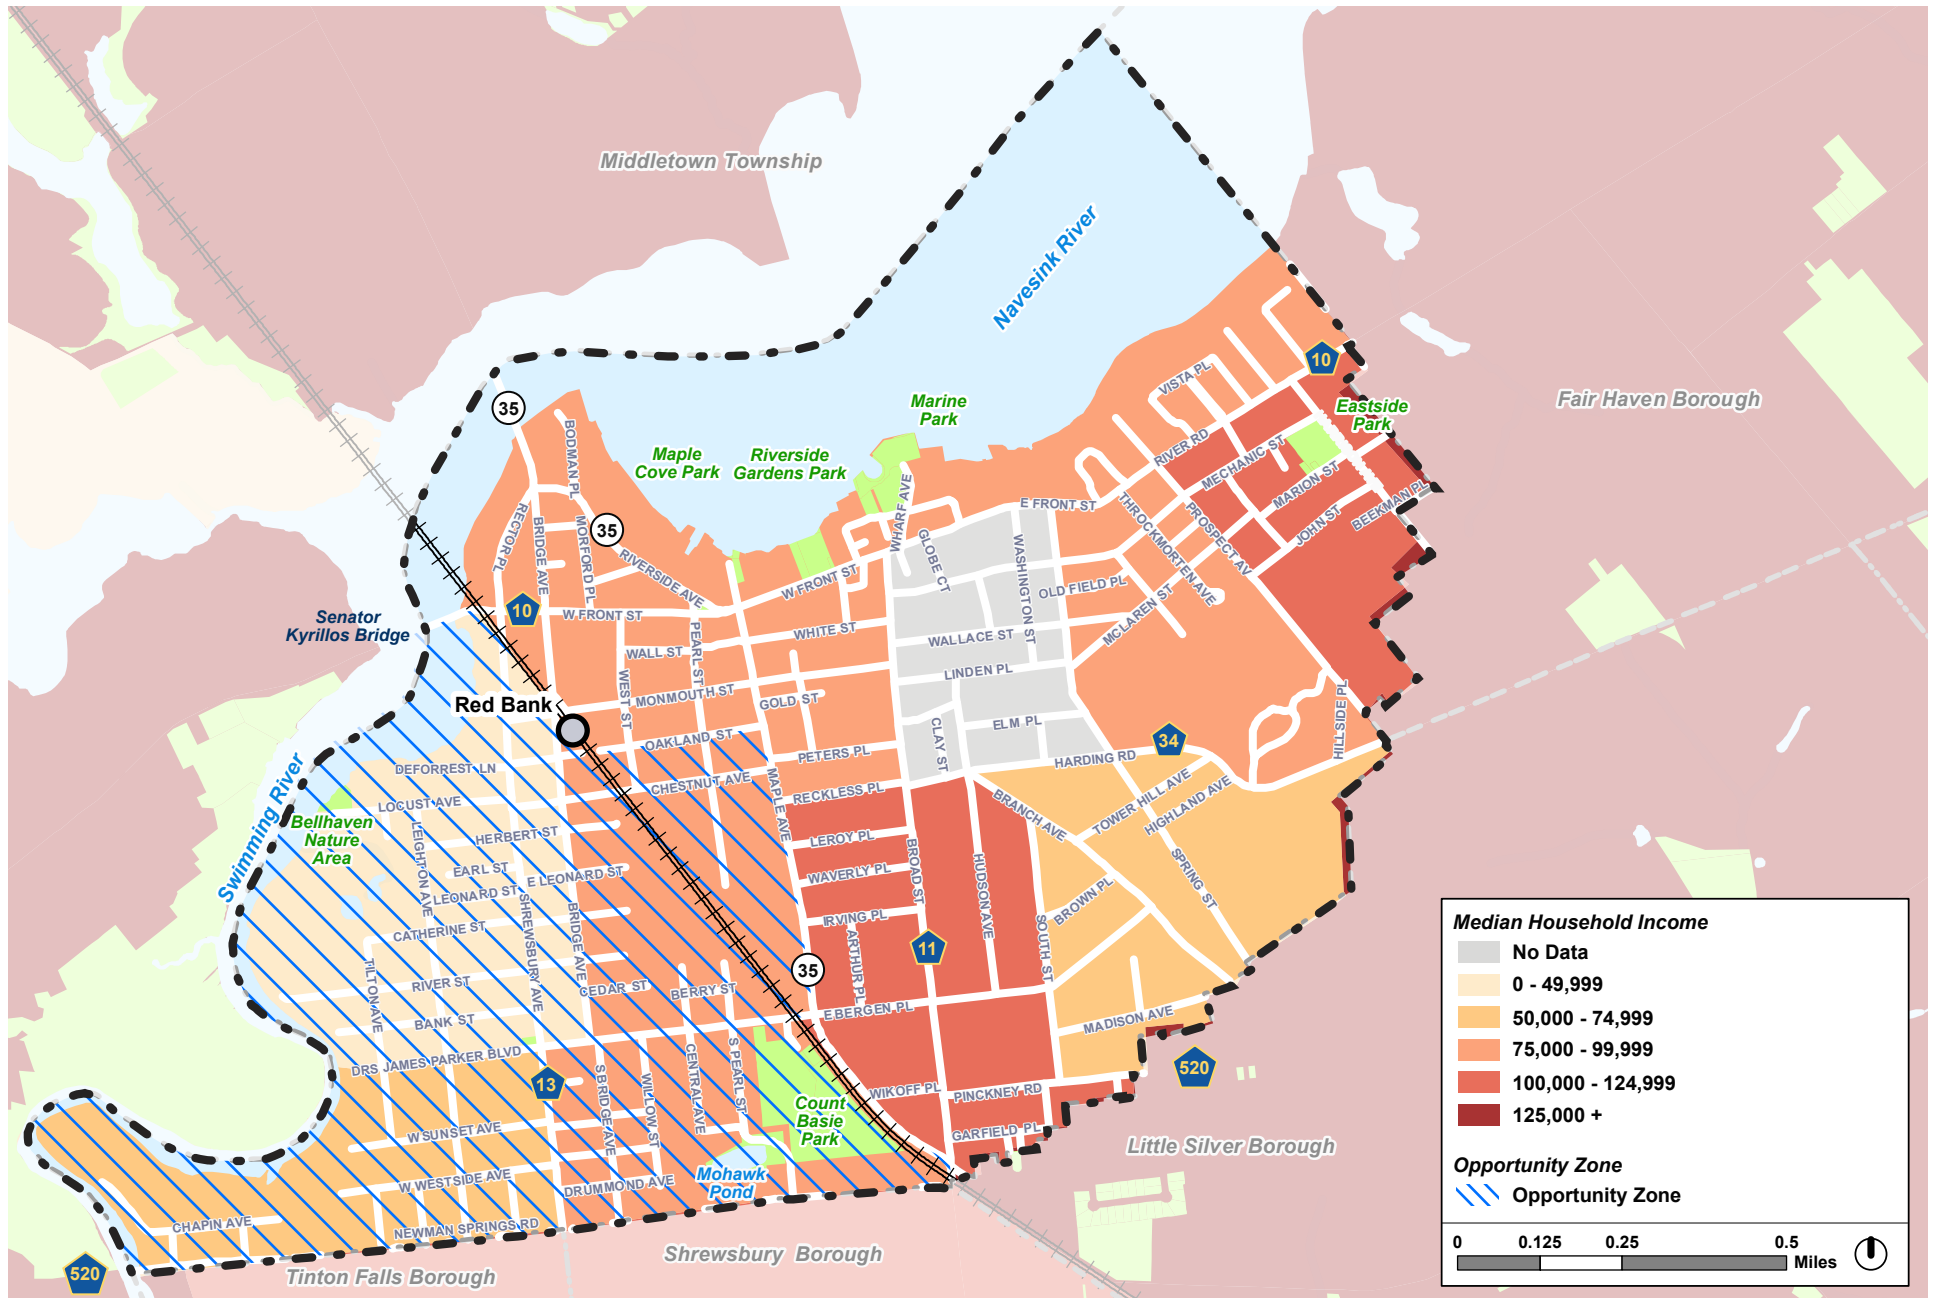 Middletown Township
Navesink River
Fair Haven Borough
10
Eastside
Park
35
Marine
Park
Maple
Cove Park
Riverside
Gardens Park
VISTA PL
RIVER RD
MECHANIC ST
MARION ST
JOHN ST
BEEKMAN PL
BODMAN PL
RECTOR PL
BRIDGE AVE
MORFORD PL
35
RIVERSIDE AVE
WHARF AVE
GLOBE CT
E FRONT ST
WASHINGTON ST
THROCKMORTEN AVE
PROSPECT AV
W FRONT ST
OLD FIELD PL
MCLAREN ST
Senator
Kyrillos Bridge
10
W FRONT ST
WHITE ST
WALLACE ST
WALL ST
PEARL ST
LINDEN PL
WEST ST
MONMOUTH ST
GOLD ST
Red Bank
OAKLAND ST
CLAY ST
ELM PL
34
HILLSIDE PL
HARDING RD
PETERS PL
DEFORREST LN
CHESTNUT AVE
MAPLE AVE
RECKLESS PL
LOCUST AVE
BRANCH AVE
TOWER HILL AVE
HIGHLAND AVE
Swimming River
Bellhaven
Nature
Area
LEIGHTON AVE
HERBERT ST
LEROY PL
BROAD ST
HUDSON AVE
SPRING ST
EARL ST
E LEONARD ST
LEONARD ST
WAVERLY PL
BROWN PL
CATHERINE ST
SHREWSBURY AVE
BRIDGE AVE
IRVING PL
ARTHUR PL
11
SOUTH ST
TILTON AVE
RIVER ST
CEDAR ST
BERRY ST
35
BANK ST
E BERGEN PL
MADISON AVE
DRS JAMES PARKER BLVD
13
S BRIDGE AVE
WILLOW ST
CENTRAL AVE
S PEARL ST
Count
Basie
Park
WIKOFF PL
PINCKNEY RD
520
W SUNSET AVE
GARFIELD PL
Little Silver Borough
W WESTSIDE AVE
DRUMMOND AVE
Mohawk
Pond
CHAPIN AVE
NEWMAN SPRINGS RD
520
Tinton Falls Borough
Shrewsbury Borough
Median Household Income
No Data
0 - 49,999
50,000 - 74,999
75,000 - 99,999
100,000 - 124,999
125,000 +
Opportunity Zone
Opportunity Zone
0 0.125 0.25 0.5
Miles